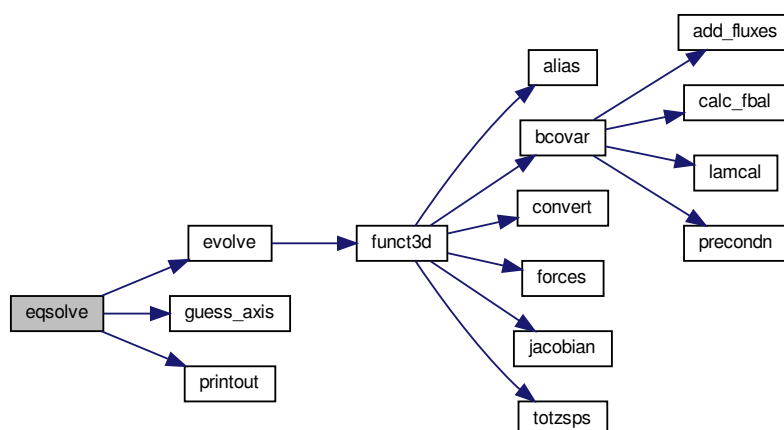 add_fluxes
alias
calc_fbal
bcovar
lamcal
convert
evolve
funct3d
precondn
forces
eqsolve
guess_axis
jacobian
printout
totzsps